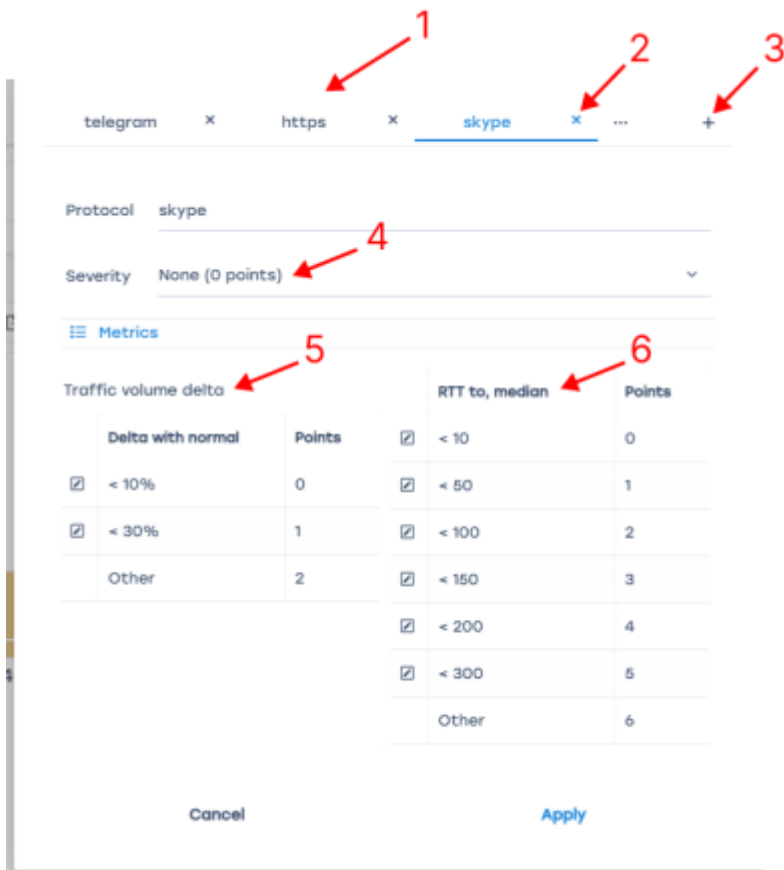 1
2
3
telegram × https × skype × ... +
Protocol skype
4
Severity None (0 points)
Metrics
5
6
Traffic volume delta
RTT to, median Points
Delta with normal Points
< 10 0
< 10% 0
< 50 1
< 30% 1
< 100 2
Other 2
< 150 3
< 200 4
< 300 5
Other 6
Cancel Apply